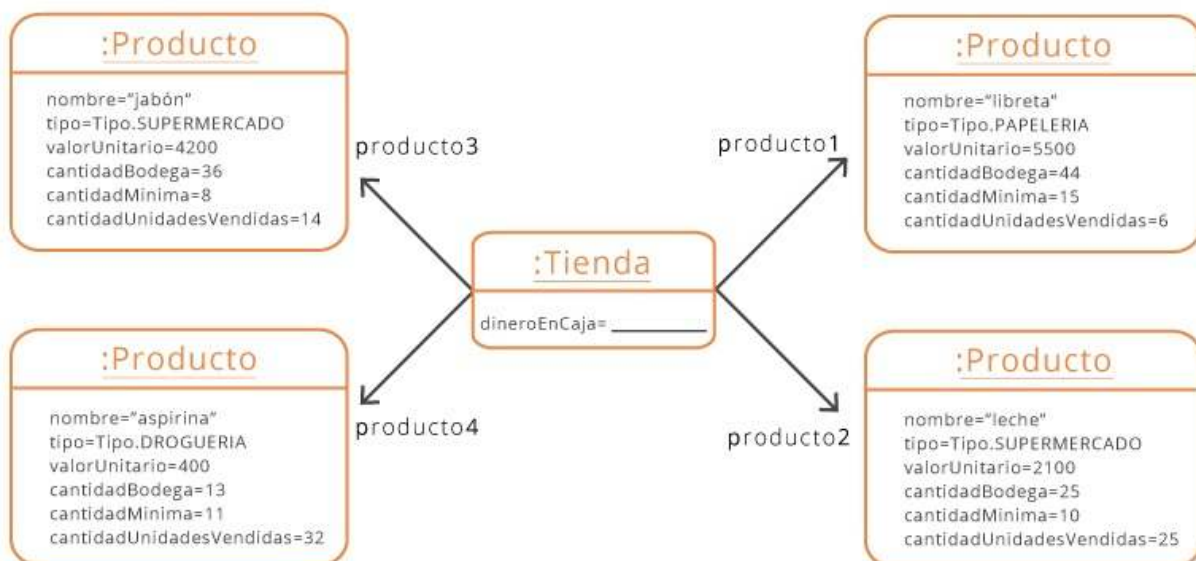 :Producto
nombre="jabón"
tipo=Tipo.SUPERMERCADO
valorUnitario=4200
cantidadBodega=36
cantidadMinima=8
cantidadUnidadesVendidas=14
producto3
:Producto
nombre="libreta"
tipo=Tipo.PAPELERIA
valorUnitario=5500
cantidadBodega=44
cantidadMinima=15
cantidadUnidadesVendidas=6
producto1
:Tienda
dineroEnCaja=__________
:Producto
nombre="aspirina"
tipo=Tipo.DROGUERIA
valorUnitario=400
cantidadBodega=13
cantidadMinima=11
cantidadUnidadesVendidas=32
producto4
:Producto
nombre="leche"
tipo=Tipo.SUPERMERCADO
valorUnitario=2100
cantidadBodega=25
cantidadMinima=10
cantidadUnidadesVendidas=25
producto2